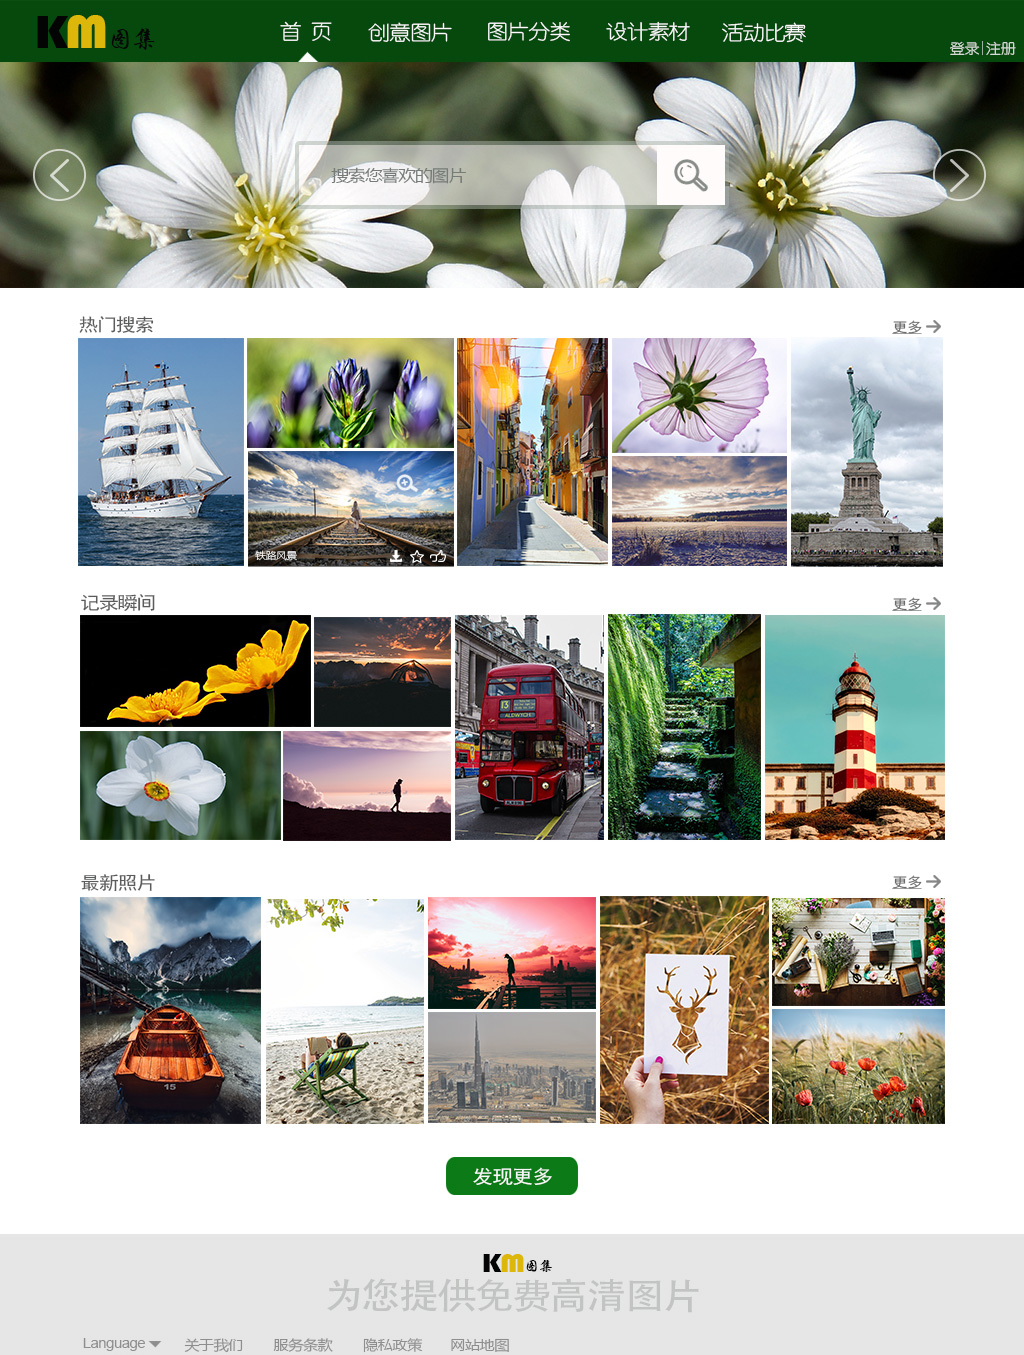 KM 图集
首 页 创意图片 图片分类 设计素材 活动比赛
登录|注册
搜索您喜欢的图片
热门搜索 更多
铁路风景
记录瞬间 更多
13
ALDWYCH
最新照片 更多
15
发现更多
KM 图集
为您提供免费高清图片
Language 关于我们 服务条款 隐私政策 网站地图